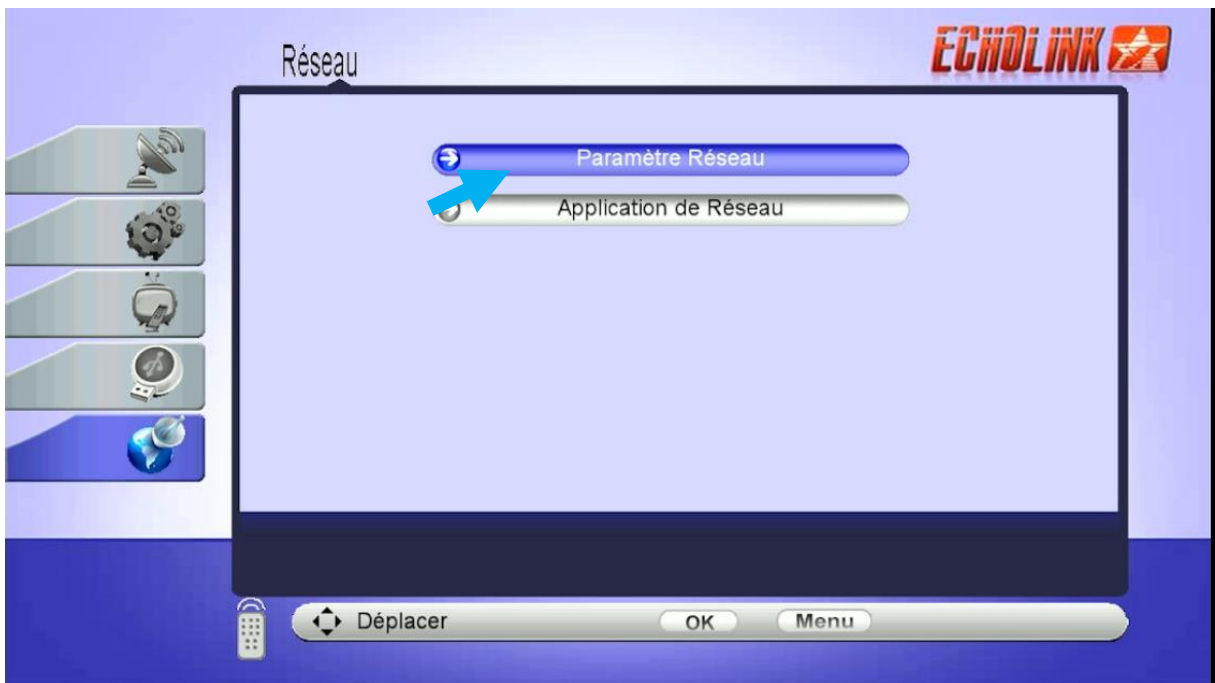 Réseau
ECHOLINK
Paramètre Réseau
Application de Réseau
Déplacer
OK
Menu